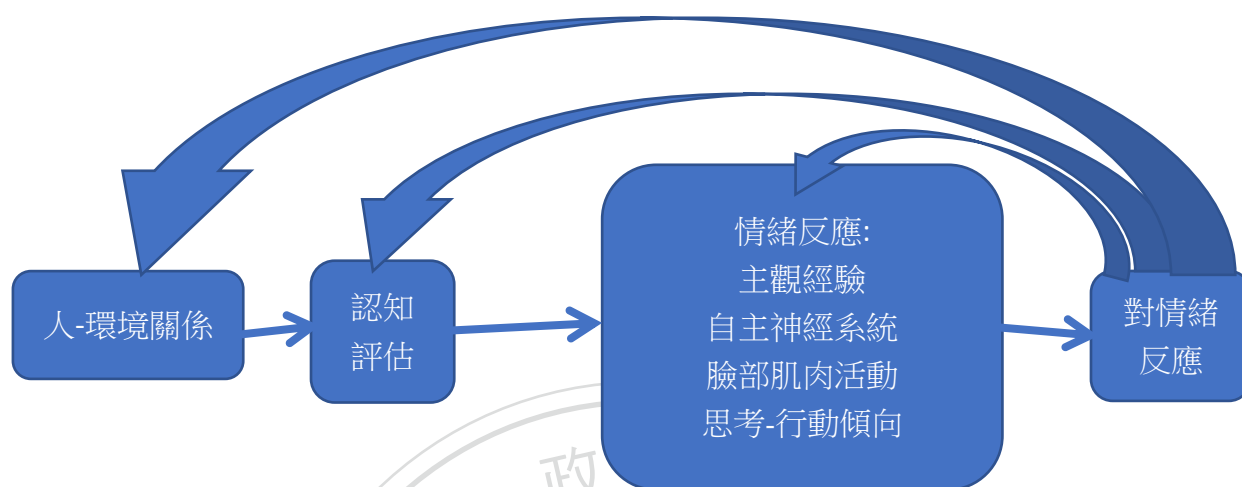 人-環境關係
認知
評估
情緒反應:
主觀經驗
自主神經系統
臉部肌肉活動
思考-行動傾向
對情緒
反應
政